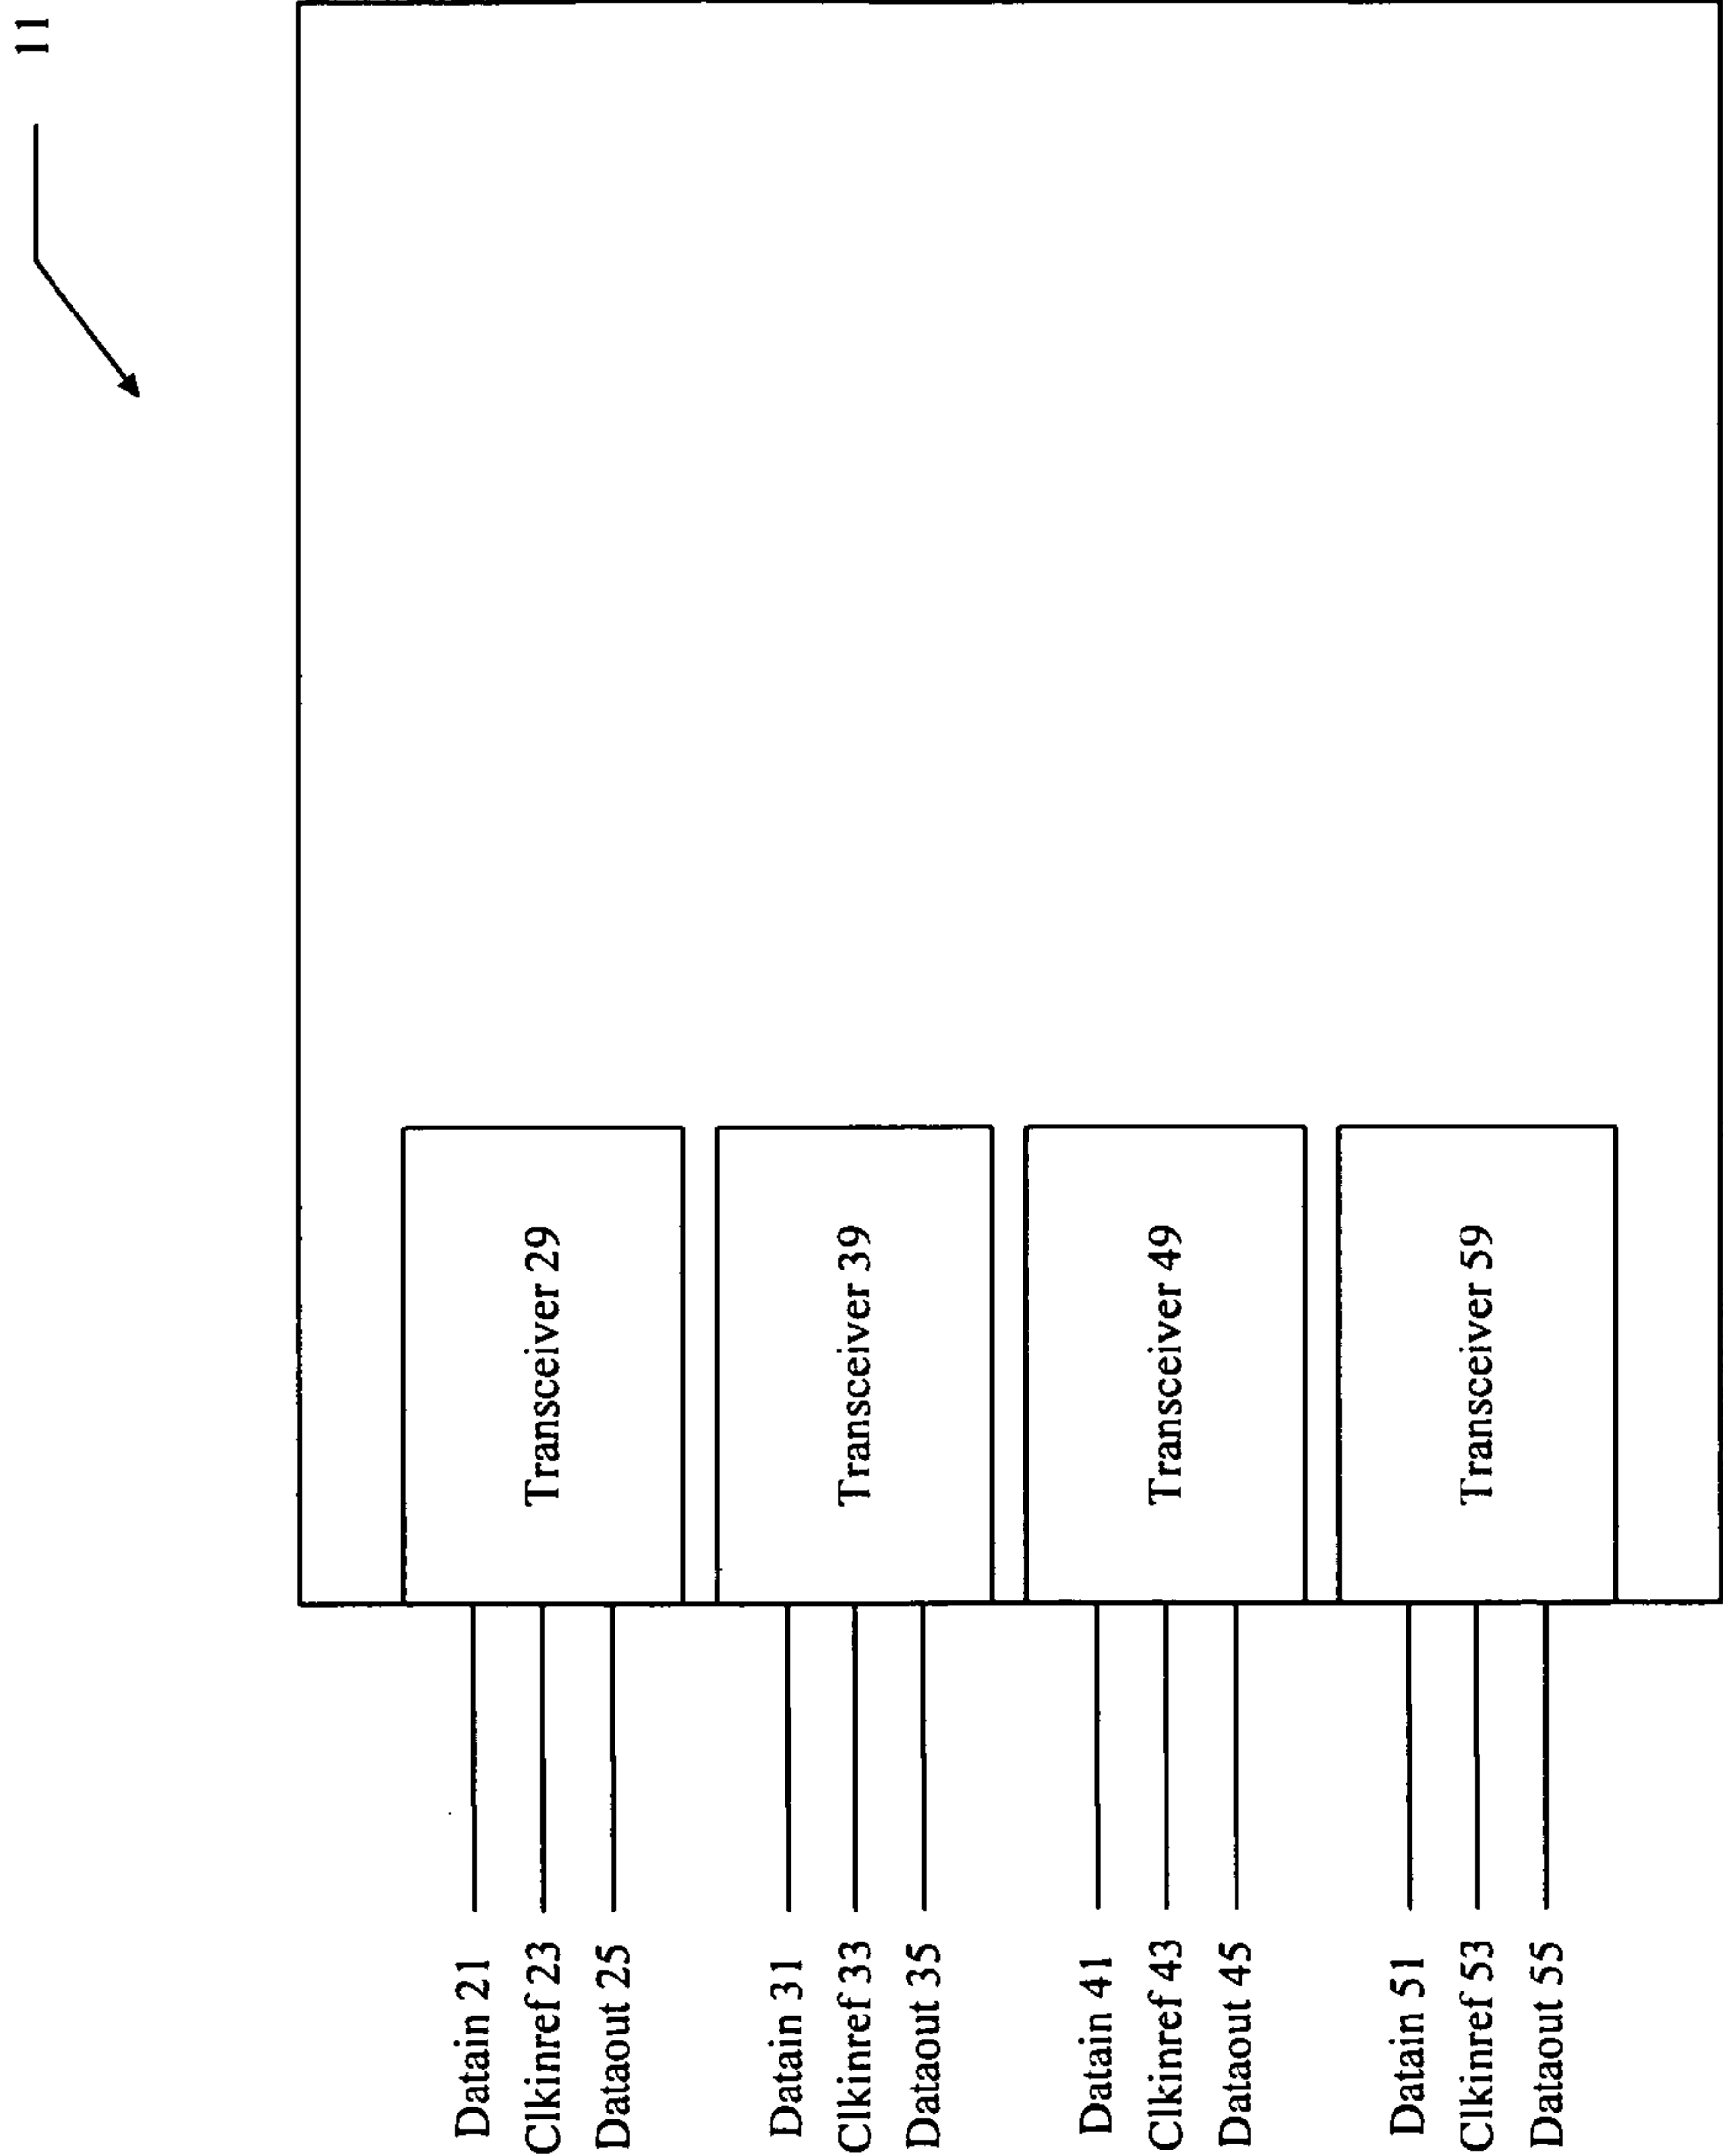 11
Datain 21
Clkinref 23
Dataout 25
Transceiver 29
Datain 31
Clkinref 33
Dataout 35
Transceiver 39
Datain 41
Clkinref 43
Dataout 45
Transceiver 49
Datain 51
Clkinref 53
Dataout 55
Transceiver 59